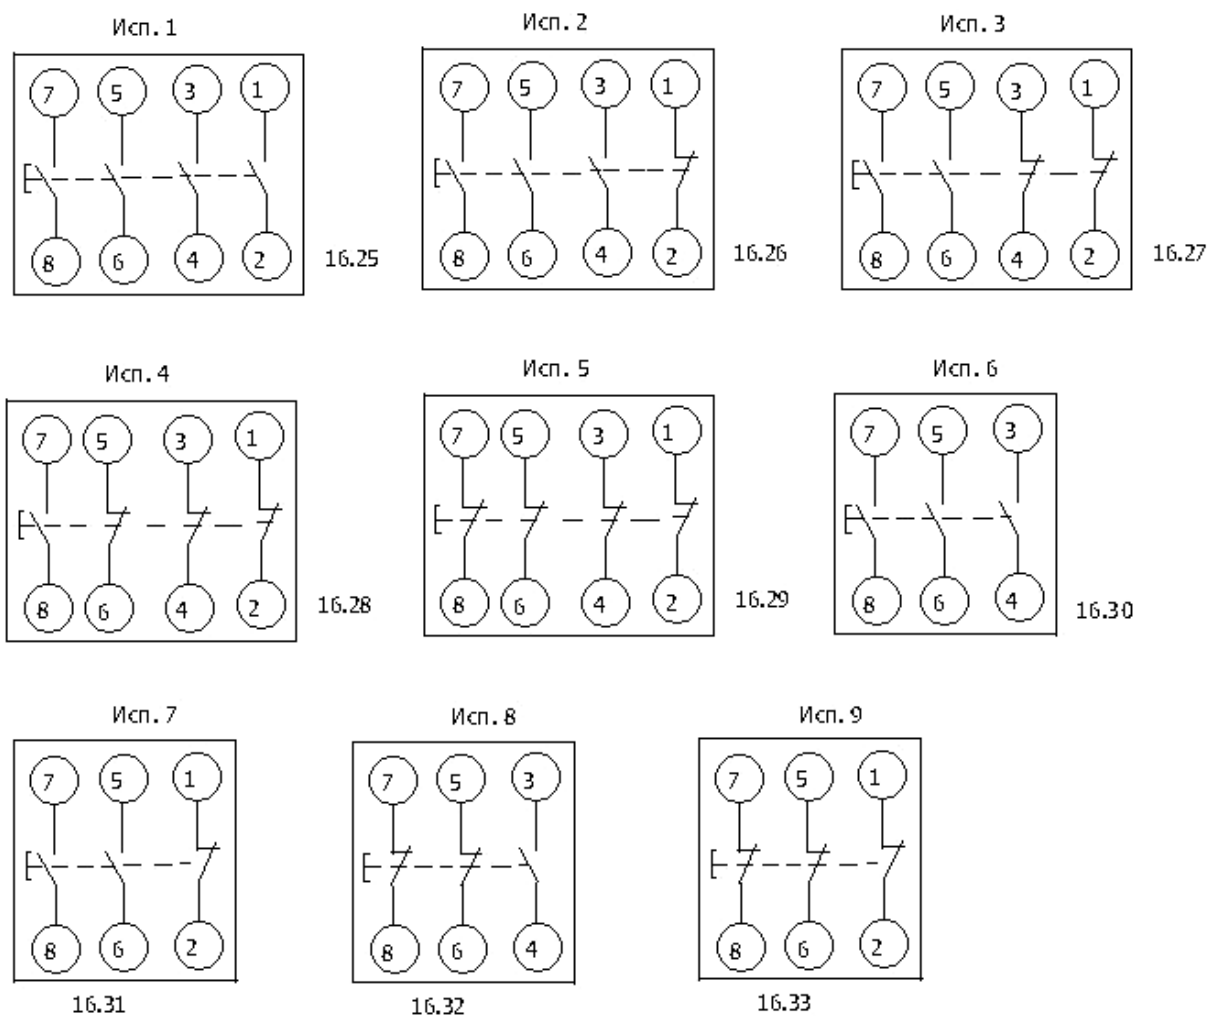 Исп. 1
7 5 3 1
8 6 4 2
16.25
Исп. 2
7 5 3 1
8 6 4 2
16.26
Исп. 3
7 5 3 1
8 6 4 2
16.27
Исп. 4
7 5 3 1
8 6 4 2
16.28
Исп. 5
7 5 3 1
8 6 4 2
16.29
Исп. 6
7 5 3
8 6 4
16.30
Исп. 7
7 5 1
8 6 2
16.31
Исп. 8
7 5 3
8 6 4
16.32
Исп. 9
7 5 1
8 6 2
16.33